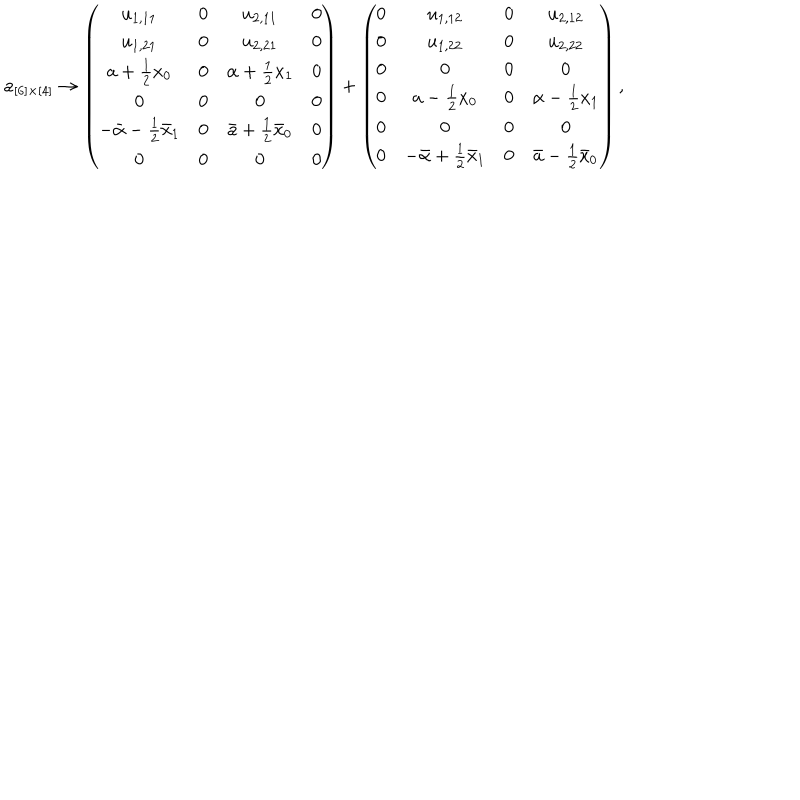 a_{[6]\times[4]} \to \begin{pmatrix} u_{1,11} & 0 & u_{2,11} & 0 \\ u_{1,21} & 0 & u_{2,21} & 0 \\ a+\frac{1}{2}x_0 & 0 & \alpha+\frac{1}{2}x_1 & 0 \\ 0 & 0 & 0 & 0 \\ -\bar{\alpha}-\frac{1}{2}\bar{x}_1 & 0 & \bar{a}+\frac{1}{2}\bar{x}_0 & 0 \\ 0 & 0 & 0 & 0 \end{pmatrix} + \begin{pmatrix} 0 & u_{1,12} & 0 & u_{2,12} \\ 0 & u_{1,22} & 0 & u_{2,22} \\ 0 & 0 & 0 & 0 \\ 0 & a-\frac{1}{2}x_0 & 0 & \alpha-\frac{1}{2}x_1 \\ 0 & 0 & 0 & 0 \\ 0 & -\bar{\alpha}+\frac{1}{2}\bar{x}_1 & 0 & \bar{a}-\frac{1}{2}\bar{x}_0 \end{pmatrix},